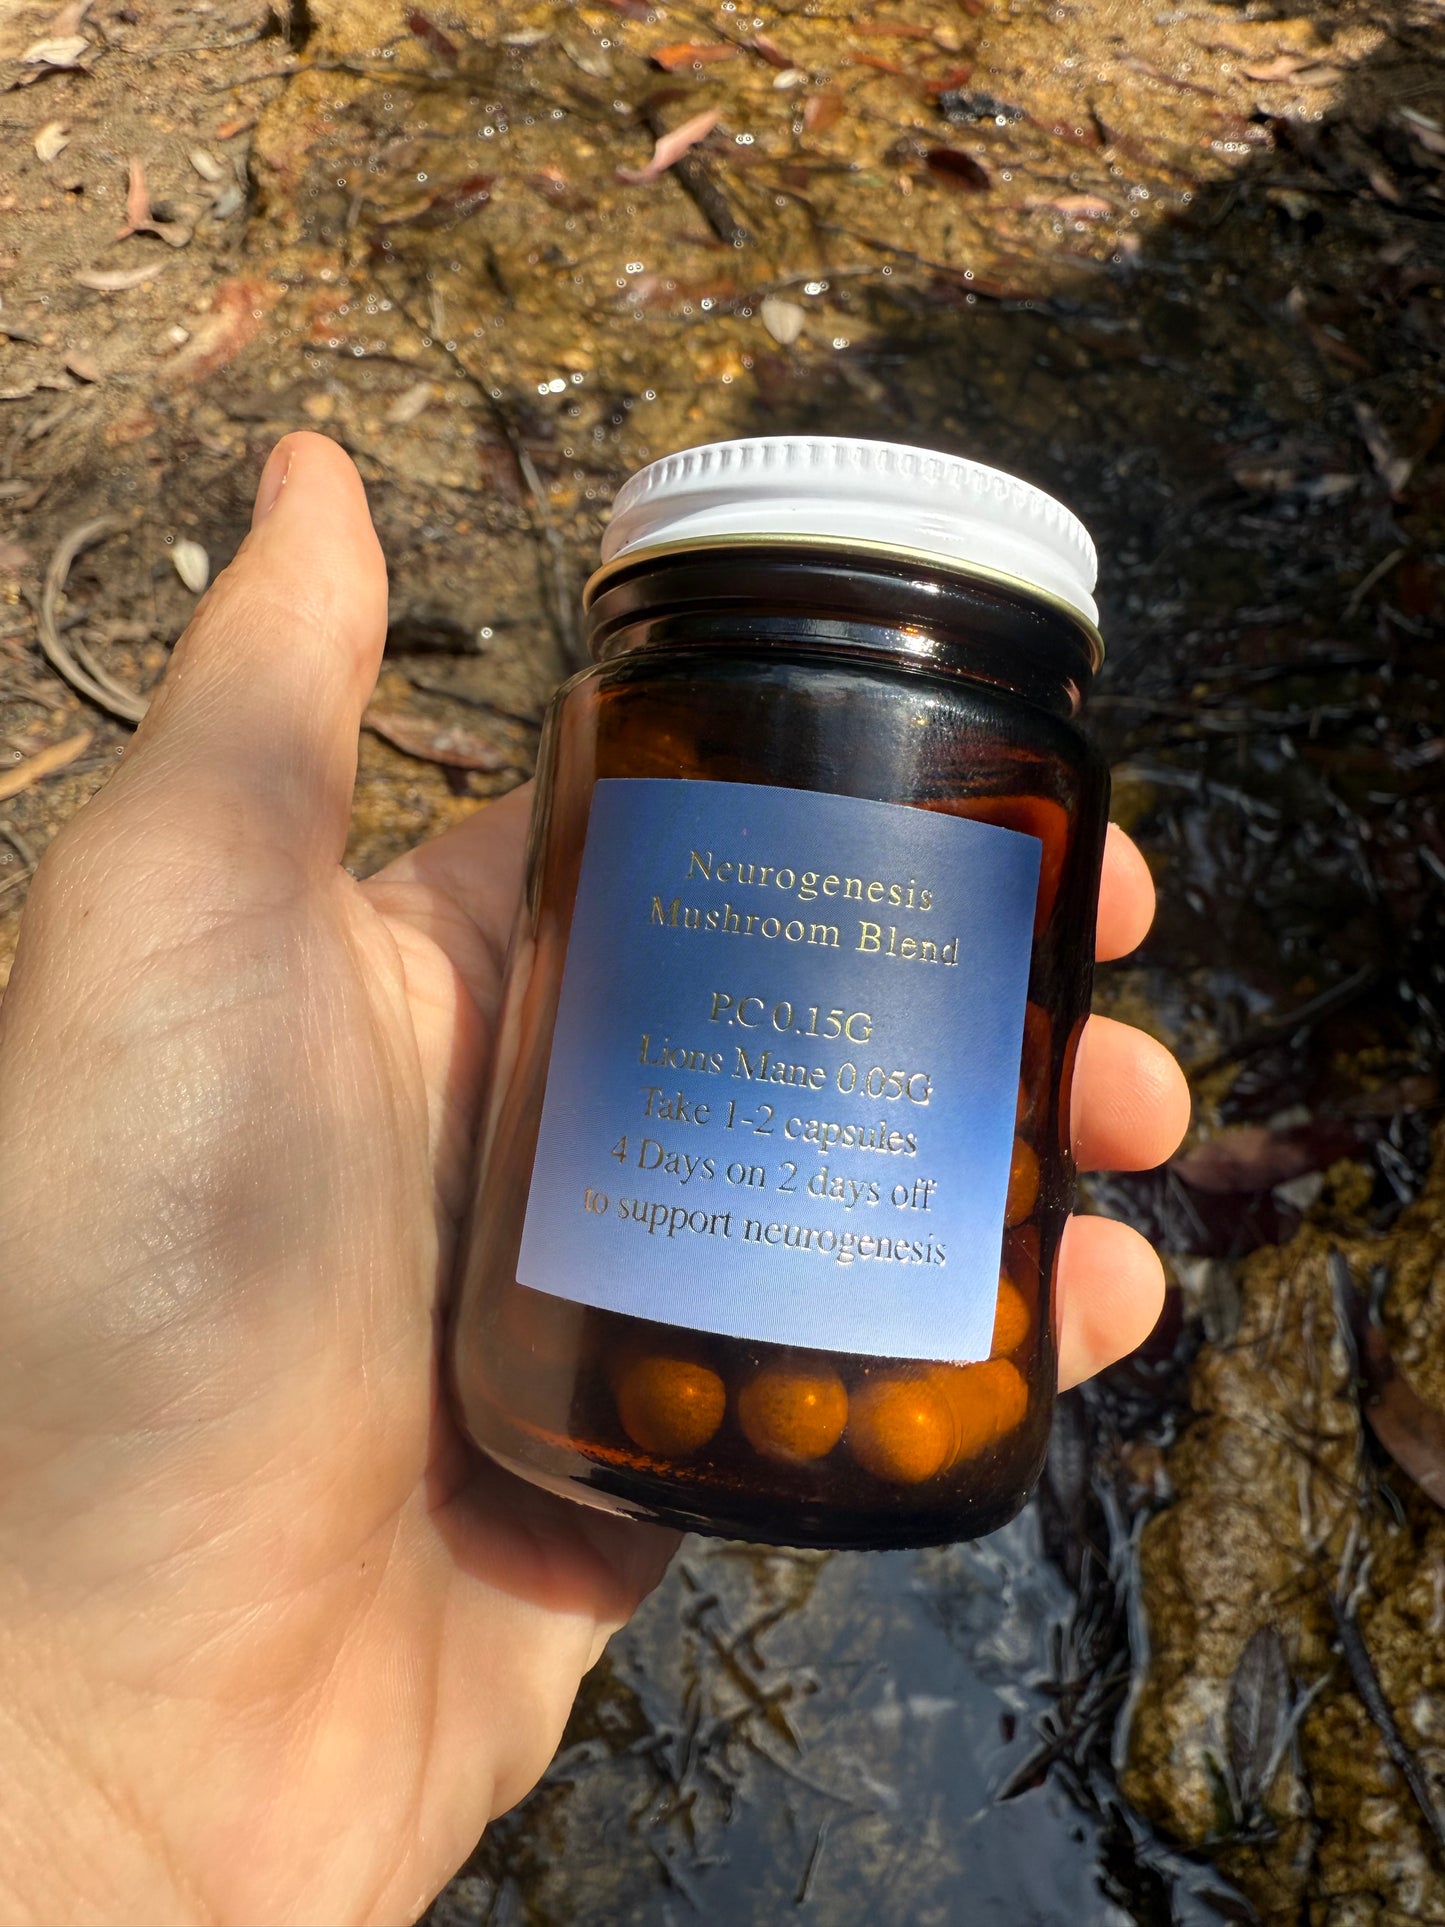 Neurogenesis
Mushroom Blend
P.C 0.15G
Lions Mane 0.05G
Take 1-2 capsules
4 Days on 2 days off
to support neurogenesis